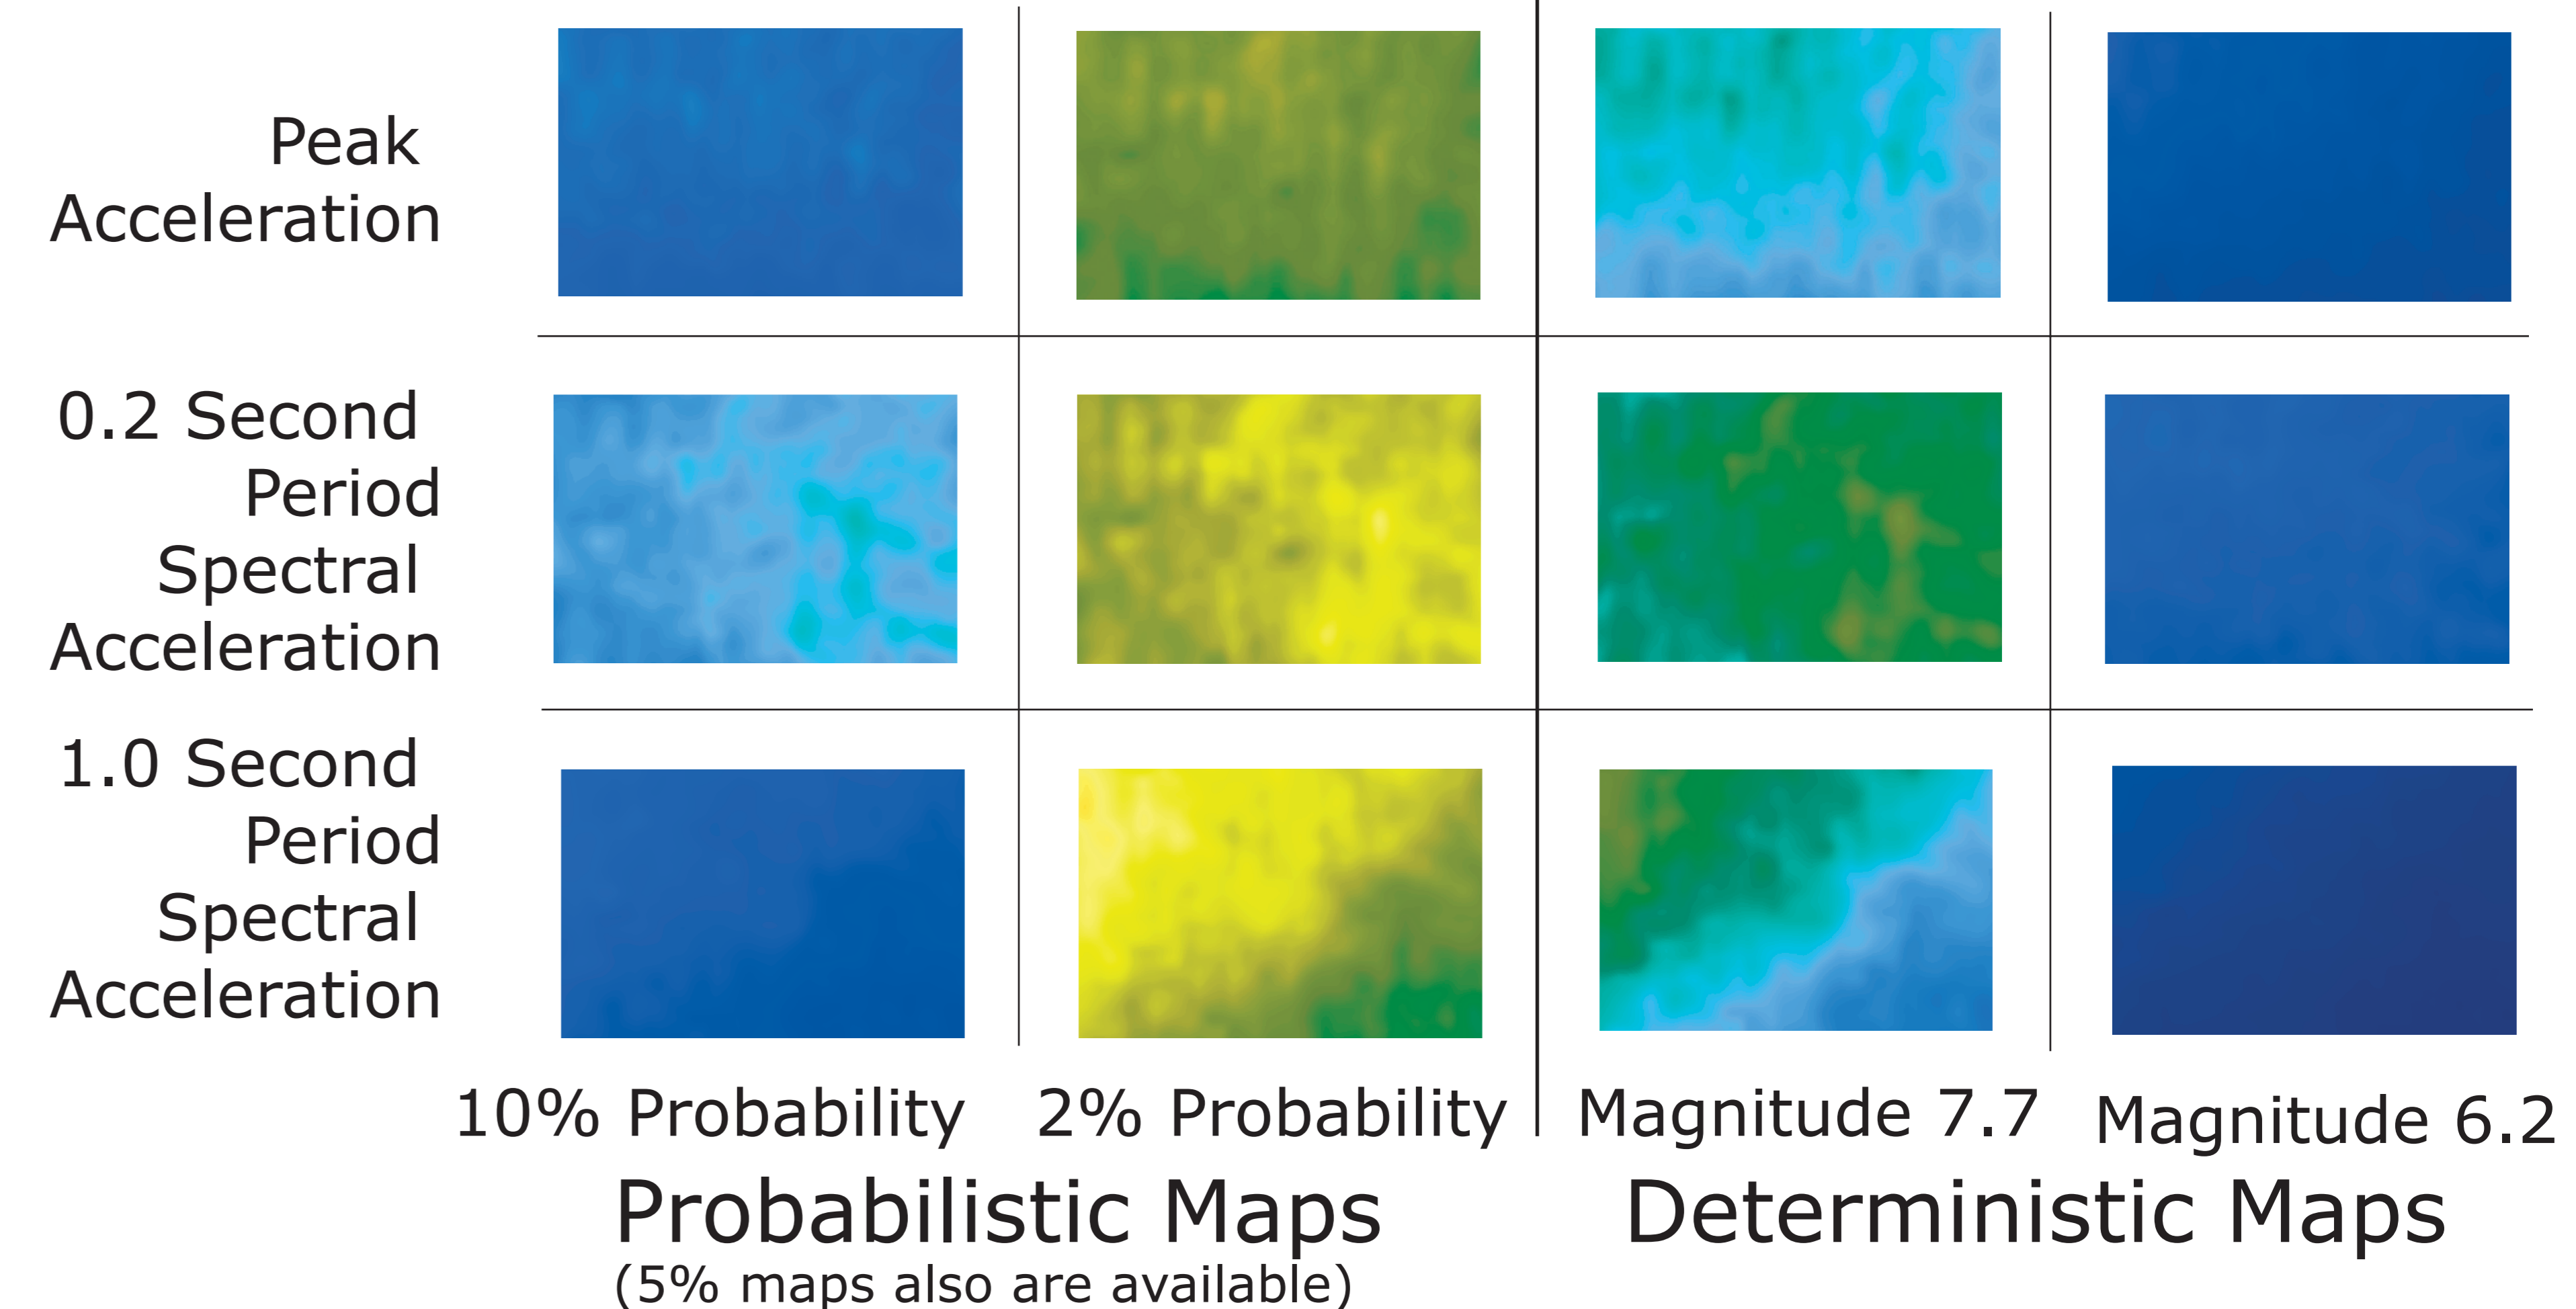 Peak
Acceleration
0.2 Second
Period
Spectral
Acceleration
1.0 Second
Period
Spectral
Acceleration
10% Probability
2% Probability
Magnitude 7.7
Magnitude 6.2
Probabilistic Maps
Deterministic Maps
(5% maps also are available)